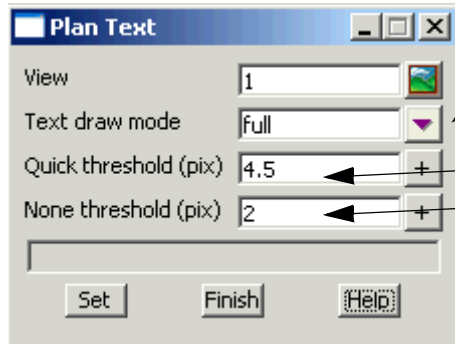 Plan Text
View 1
Text draw mode full
Quick threshold (pix) 4.5 +
None threshold (pix) 2 +
Set Finish Help